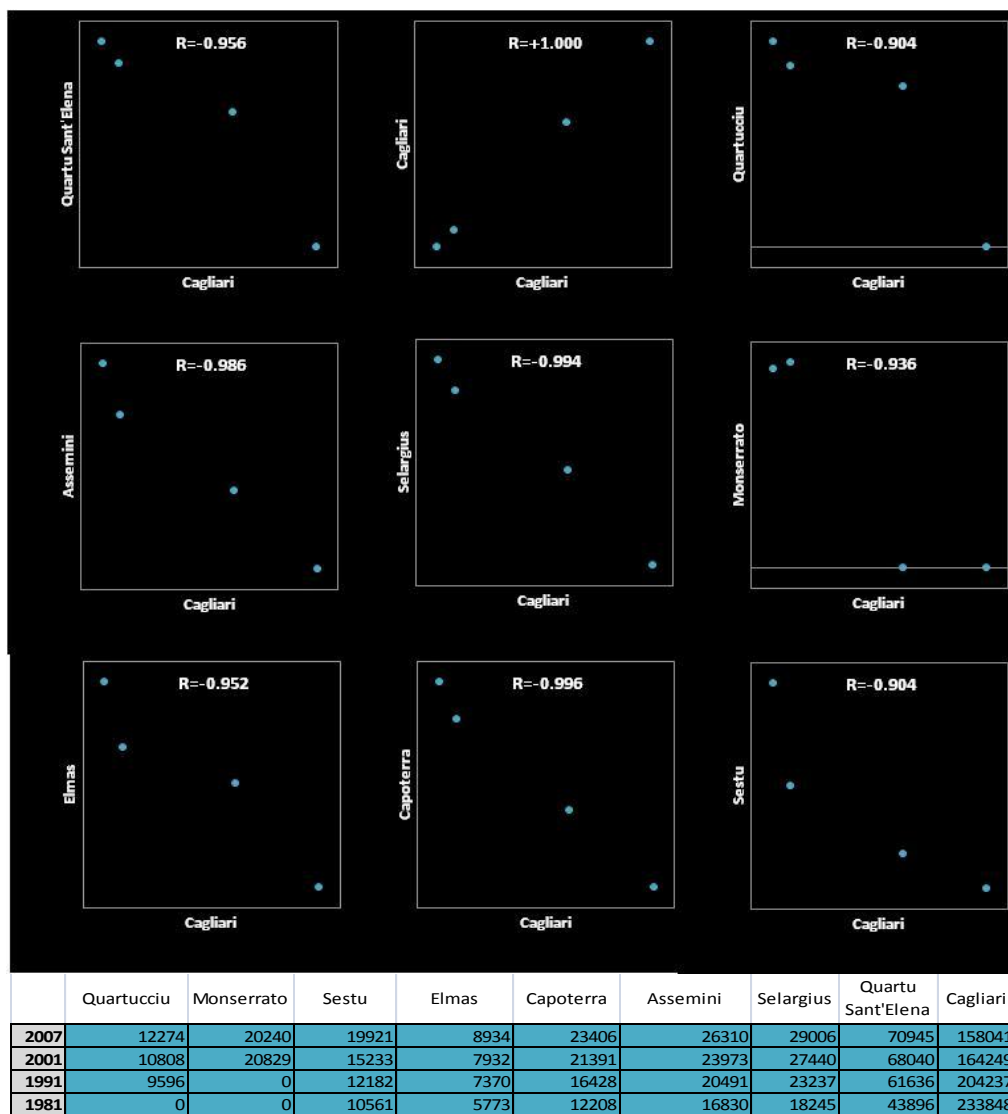 R=-0.956
Quartu Sant'Elena
Cagliari
R=+1.000
Cagliari
Cagliari
R=-0.904
Quartucciu
Cagliari
R=-0.986
Assemini
Cagliari
R=-0.994
Selargius
Cagliari
R=-0.936
Monserrato
Cagliari
R=-0.952
Elmas
Cagliari
R=-0.996
Capoterra
Cagliari
R=-0.904
Sestu
Cagliari
Quartucciu Monserrato Sestu Elmas Capoterra Assemini Selargius Quartu Sant'Elena Cagliari
2007 12274 20240 19921 8934 23406 26310 29006 70945 158041
2001 10808 20829 15233 7932 21391 23973 27440 68040 164249
1991 9596 0 12182 7370 16428 20491 23237 61636 204237
1981 0 0 10561 5773 12208 16830 18245 43896 233848